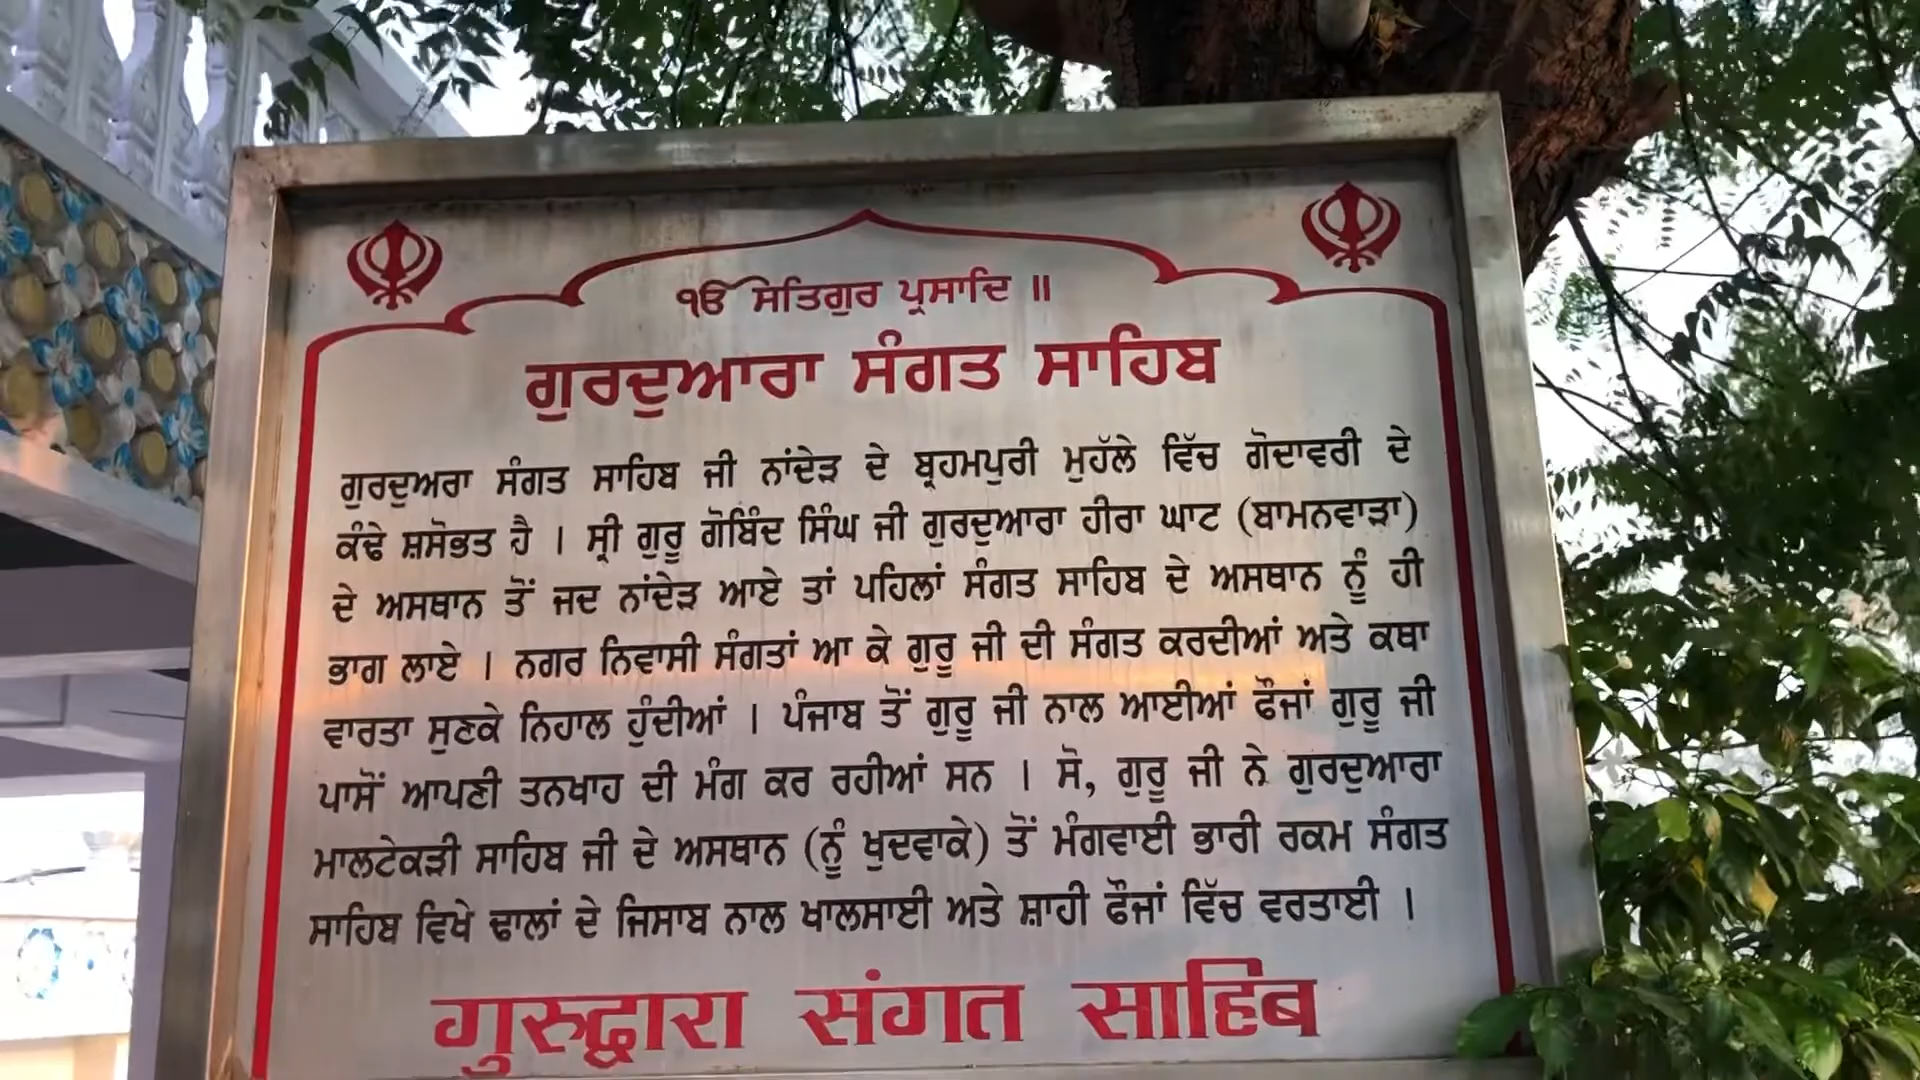 ੴ ਸਤਿਗੁਰ ਪ੍ਰਸਾਦਿ ॥
ਗੁਰਦੁਆਰਾ ਸੰਗਤ ਸਾਹਿਬ
ਗੁਰਦੁਅਰਾ ਸੰਗਤ ਸਾਹਿਬ ਜੀ ਨਾਂਦੇੜ ਦੇ ਬ੍ਰਹਮਪੁਰੀ ਮੁਹੱਲੇ ਵਿੱਚ ਗੋਦਾਵਰੀ ਦੇ
ਕੰਢੇ ਸ਼ਸੋਭਤ ਹੈ । ਸ੍ਰੀ ਗੁਰੂ ਗੋਬਿੰਦ ਸਿੰਘ ਜੀ ਗੁਰਦੁਆਰਾ ਹੀਰਾ ਘਾਟ (ਬਾਮਨਵਾੜਾ)
ਦੇ ਅਸਥਾਨ ਤੋਂ ਜਦ ਨਾਂਦੇੜ ਆਏ ਤਾਂ ਪਹਿਲਾਂ ਸੰਗਤ ਸਾਹਿਬ ਦੇ ਅਸਥਾਨ ਨੂੰ ਹੀ
ਭਾਗ ਲਾਏ । ਨਗਰ ਨਿਵਾਸੀ ਸੰਗਤਾਂ ਆ ਕੇ ਗੁਰੂ ਜੀ ਦੀ ਸੰਗਤ ਕਰਦੀਆਂ ਅਤੇ ਕਥਾ
ਵਾਰਤਾ ਸੁਣਕੇ ਨਿਹਾਲ ਹੁੰਦੀਆਂ । ਪੰਜਾਬ ਤੋਂ ਗੁਰੂ ਜੀ ਨਾਲ ਆਈਆਂ ਫੌਜਾਂ ਗੁਰੂ ਜੀ
ਪਾਸੋਂ ਆਪਣੀ ਤਨਖਾਹ ਦੀ ਮੰਗ ਕਰ ਰਹੀਆਂ ਸਨ । ਸੋ, ਗੁਰੂ ਜੀ ਨੇ ਗੁਰਦੁਆਰਾ
ਮਾਲਟੇਕੜੀ ਸਾਹਿਬ ਜੀ ਦੇ ਅਸਥਾਨ (ਨੂੰ ਖੁਦਵਾਕੇ) ਤੋਂ ਮੰਗਵਾਈ ਭਾਰੀ ਰਕਮ ਸੰਗਤ
ਸਾਹਿਬ ਵਿਖੇ ਢਾਲਾਂ ਦੇ ਜਿਸਾਬ ਨਾਲ ਖਾਲਸਾਈ ਅਤੇ ਸ਼ਾਹੀ ਫੌਜਾਂ ਵਿੱਚ ਵਰਤਾਈ ।
गुरुद्वारा संगत साहिब